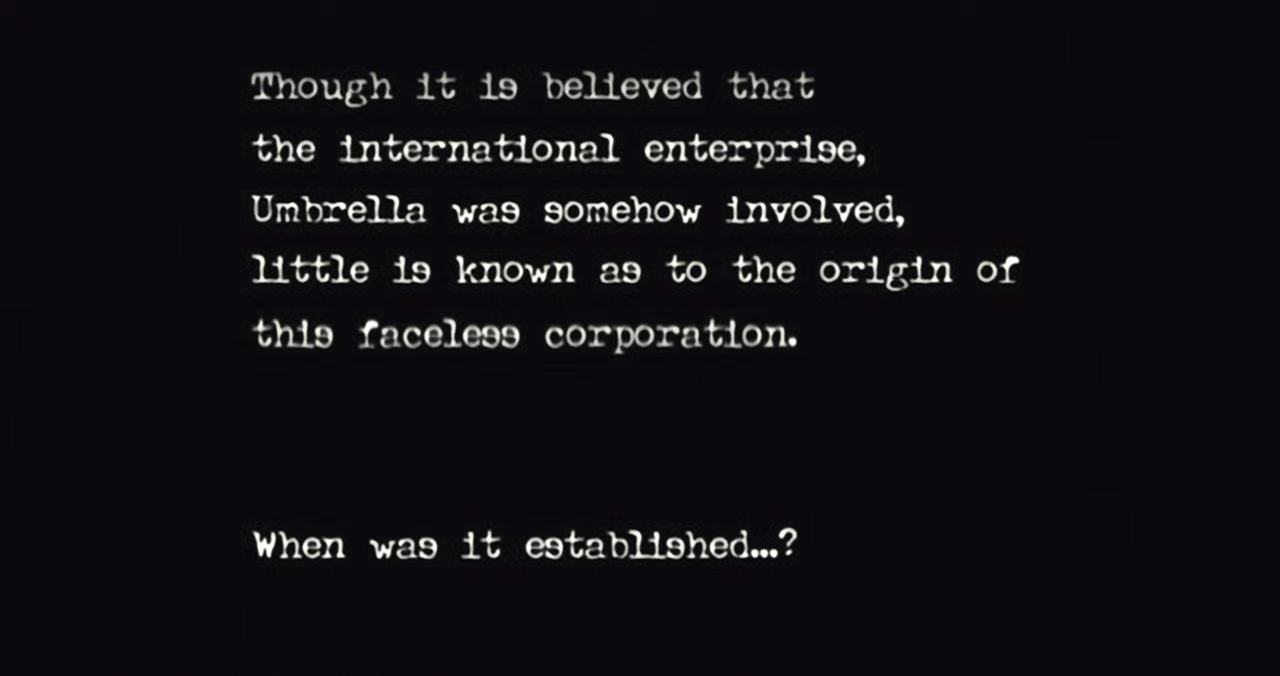 Though it is believed that
the international enterprise,
Umbrella was somehow involved,
little is known as to the origin of
this faceless corporation.
When was it established...?